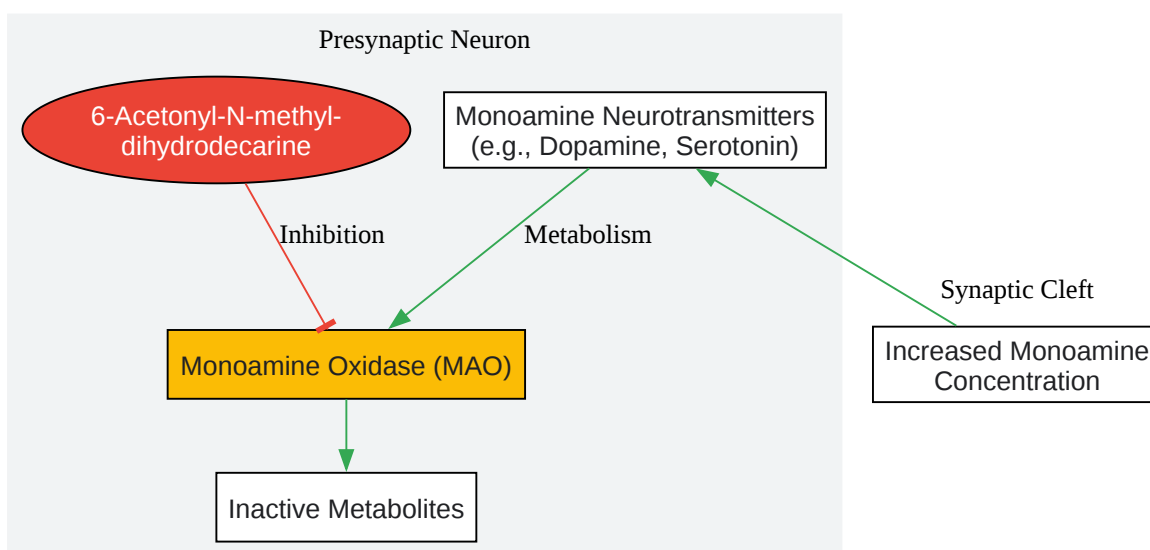 Presynaptic Neuron
6-Acetonyl-N-methyl-
dihydrodecarine
Monoamine Neurotransmitters
(e.g., Dopamine, Serotonin)
Inhibition
Metabolism
Synaptic Cleft
Monoamine Oxidase (MAO)
Increased Monoamine
Concentration
Inactive Metabolites